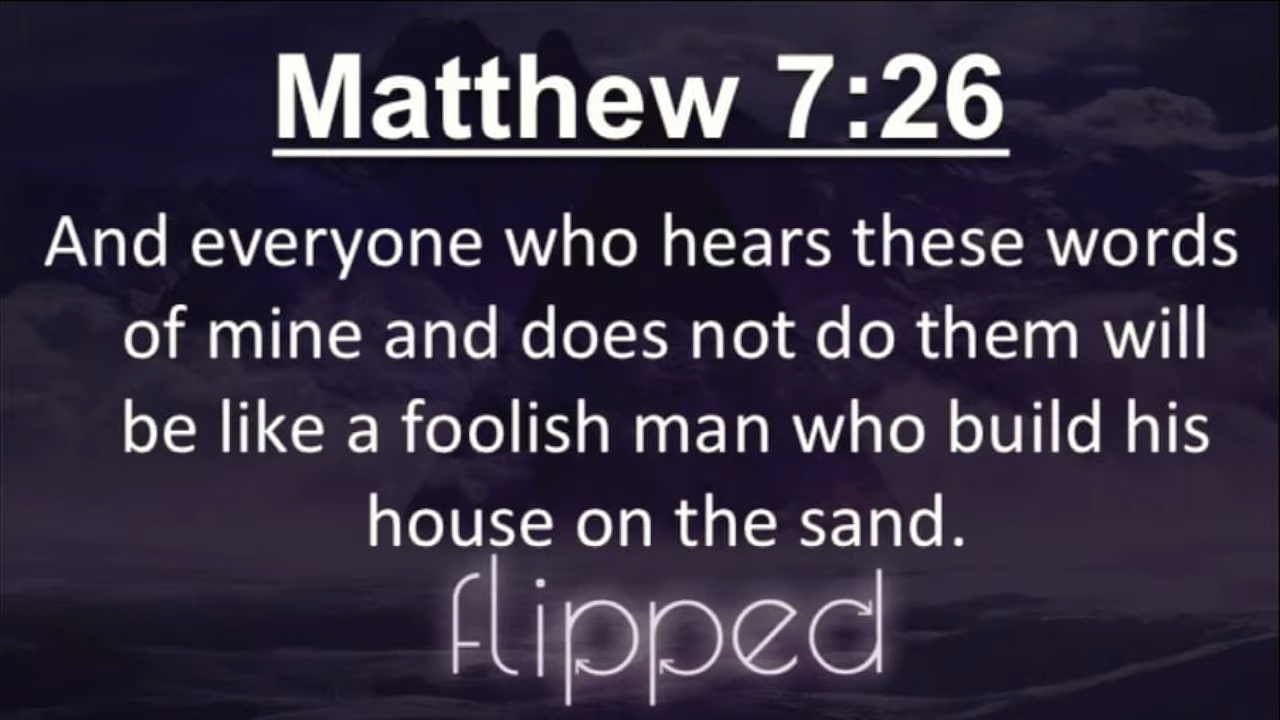 Matthew 7:26
And everyone who hears these words
of mine and does not do them will
be like a foolish man who build his
house on the sand.
flipped